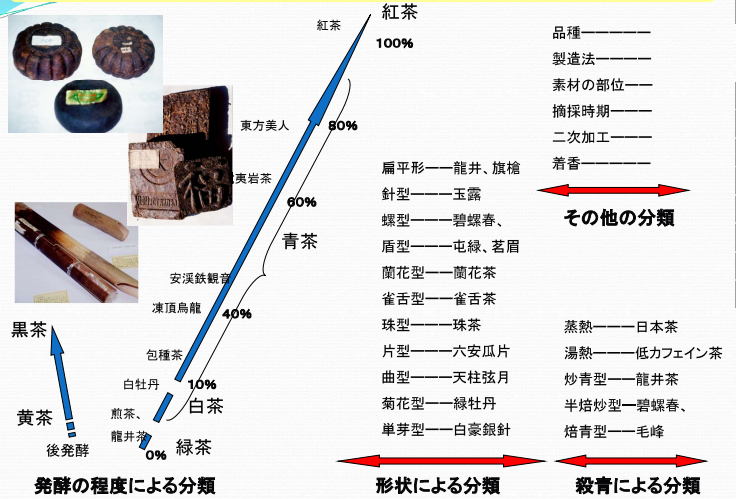 紅茶
紅茶
100%
東方美人
80%
夷岩茶
60%
青茶
安渓鉄観音
凍頂烏龍
40%
包種茶
白牡丹
10%
白茶
煎茶、
龍井茶
0%
緑茶
黒茶
黄茶
後発酵
発酵の程度による分類
扁平形ーー龍井、旗槍
針型ーーー玉露
螺型ーーー碧螺春、
盾型ーーー屯緑、茗眉
蘭花型ーー蘭花茶
雀舌型ーー雀舌茶
珠型ーーー珠茶
片型ーーー六安瓜片
曲型ーーー天柱弦月
菊花型ーー緑牡丹
単芽型ーー白豪銀針
形状による分類
品種ーーーーー
製造法ーーーー
素材の部位ーー
摘採時期ーーー
二次加工ーーー
着香ーーーーー
その他の分類
蒸熱ーーー日本茶
湯熱ーーー低カフェイン茶
炒青型ーー龍井茶
半焙炒型ー碧螺春、
焙青型ーー毛峰
殺青による分類
福